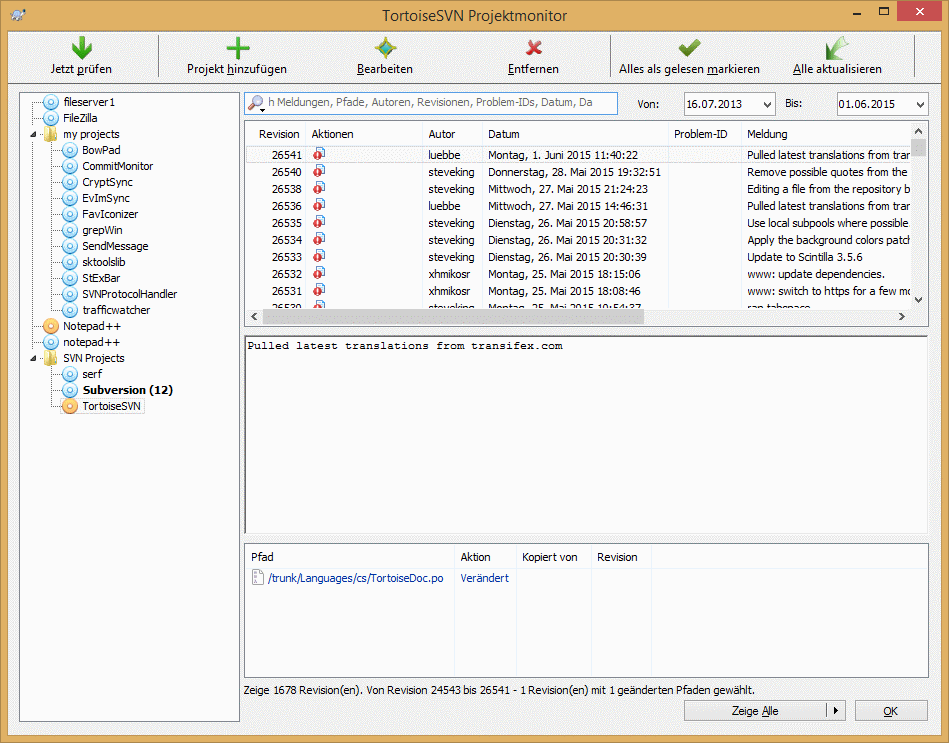 TortoiseSVN Projektmonitor
Jetzt prüfen
Projekt hinzufügen
Bearbeiten
Entfernen
Alles als gelesen markieren
Alle aktualisieren
fileserver1
FileZilla
my projects
BowPad
CommitMonitor
CryptSync
EvImSync
FavIconizer
grepWin
SendMessage
sktoolslib
StExBar
SVNProtocolHandler
trafficwatcher
Notepad++
notepad++
SVN Projects
serf
Subversion (12)
TortoiseSVN
h Meldungen, Pfade, Autoren, Revisionen, Problem-IDs, Datum, Da
Von: 16.07.2013 Bis: 01.06.2015
Revision Aktionen Autor Datum Problem-ID Meldung
26541 luebbe Montag, 1. Juni 2015 11:40:22 Pulled latest translations from tran
26540 steveking Donnerstag, 28. Mai 2015 19:32:51 Remove possible quotes from the
26538 steveking Mittwoch, 27. Mai 2015 21:24:23 Editing a file from the repository b
26536 luebbe Mittwoch, 27. Mai 2015 14:46:31 Pulled latest translations from tran
26535 steveking Dienstag, 26. Mai 2015 20:58:57 Use local subpools where possible
26534 steveking Dienstag, 26. Mai 2015 20:31:32 Apply the background colors patch
26533 steveking Dienstag, 26. Mai 2015 20:30:39 Update to Scintilla 3.5.6
26532 xhmikosr Montag, 25. Mai 2015 18:15:06 www: update dependencies.
26531 xhmikosr Montag, 25. Mai 2015 18:08:46 www: switch to https for a few mo
26530 steveking Montag, 25. Mai 2015 10:54:37
Pulled latest translations from transifex.com
Pfad Aktion Kopiert von Revision
/trunk/Languages/cs/TortoiseDoc.po Verändert
Zeige 1678 Revision(en). Von Revision 24543 bis 26541 - 1 Revision(en) mit 1 geänderten Pfaden gewählt.
Zeige Alle
OK